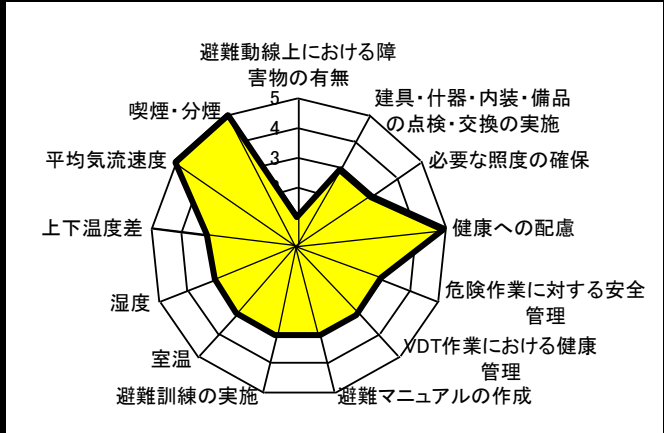 避難動線上における障
害物の有無
建具・什器・内装・備品
の点検・交換の実施
必要な照度の確保
健康への配慮
危険作業に対する安全
管理
VDT作業における健康
管理
避難マニュアルの作成
避難訓練の実施
室温
湿度
上下温度差
平均気流速度
喫煙・分煙
5
4
3